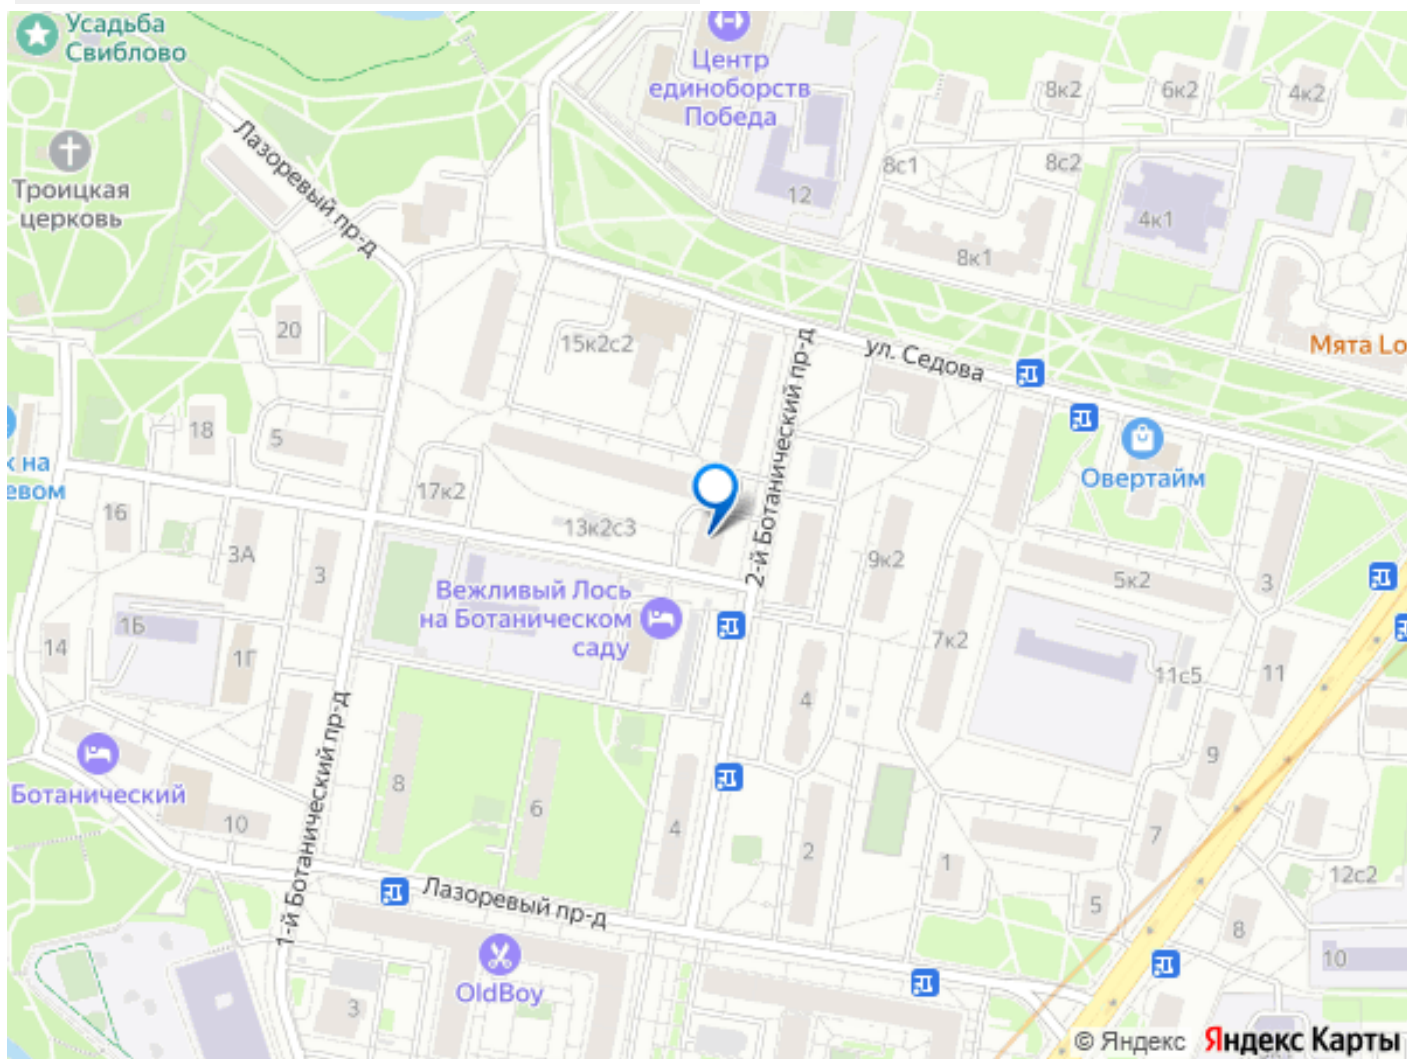 Усадьба
Свиблово
Центр
единоборств
Победа
8к2
6к2
4к2
Троицкая
церковь
Лазоревый пр-д
12
8с1
8с2
4к1
8к1
20
15к2с2
2-й Ботанический пр-д
ул. Седова
Мята Lo
18
5
к на
евом
17к2
Овертайм
16
3А
3
13к2с3
9к2
5к2
3
Вежливый Лось
на Ботаническом
саду
14
1Б
1Г
7к2
11с5
11
4
9
Ботанический
1-й Ботанический пр-д
8
6
4
10
2
1
7
12с2
Лазоревый пр-д
5
8
10
OldBoy
3
© Яндекс Яндекс Карты